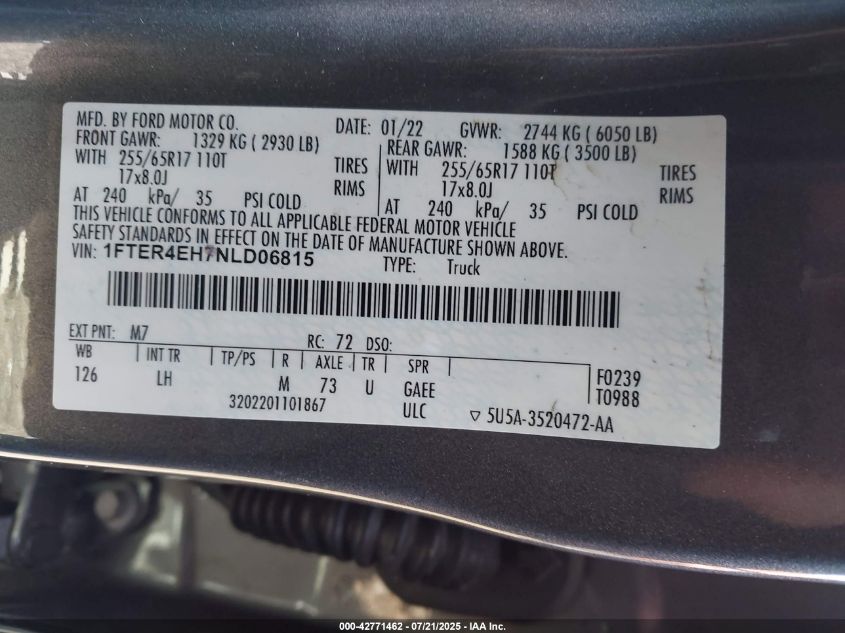 MFD. BY FORD MOTOR CO.
DATE: 01/22 GVWR: 2744 KG ( 6050 LB)
FRONT GAWR: 1329 KG ( 2930 LB)
REAR GAWR: 1588 KG ( 3500 LB)
WITH 255/65R17 110T TIRES
WITH 255/65R17 110T TIRES
17x8.0J RIMS
17x8.0J RIMS
AT 240 kPa/ 35 PSI COLD
AT 240 kPa/ 35 PSI COLD
THIS VEHICLE CONFORMS TO ALL APPLICABLE FEDERAL MOTOR VEHICLE
SAFETY STANDARDS IN EFFECT ON THE DATE OF MANUFACTURE SHOWN ABOVE.
VIN: 1FTER4EH7NLD06815 TYPE: Truck
EXT PNT: M7 RC: 72 DSO:
WB INT TR TP/PS R AXLE TR SPR
126 LH M 73 U GAEE
F0239
T0988
3202201101867 ULC 5U5A-3520472-AA
000-42771462 - 07/21/2025 - IAA Inc.